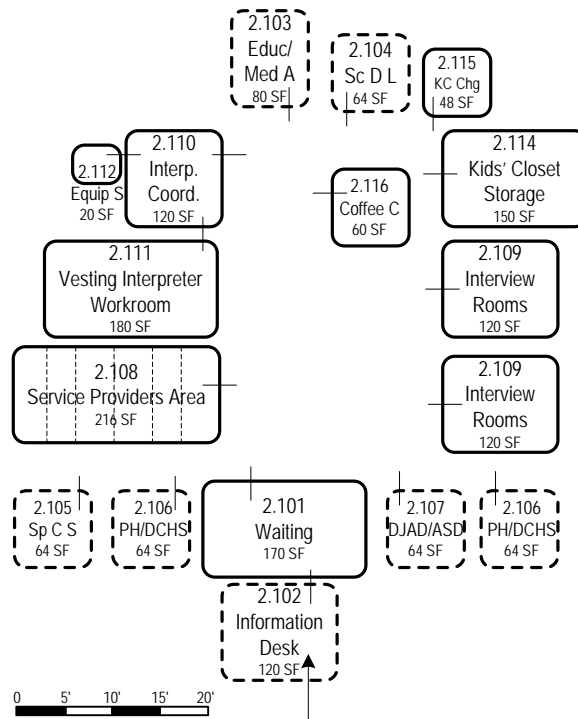 2.103
Educ/
Med A
80 SF
2.104
Sc D L
64 SF
2.115
KC Chg
48 SF
2.112
Equip S
20 SF
2.110
Interp.
Coord.
120 SF
2.116
Coffee C
60 SF
2.114
Kids' Closet
Storage
150 SF
2.111
Vesting Interpreter
Workroom
180 SF
2.109
Interview
Rooms
120 SF
2.108
Service Providers Area
216 SF
2.109
Interview
Rooms
120 SF
2.105
Sp C S
64 SF
2.106
PH/DCHS
64 SF
2.101
Waiting
170 SF
2.107
DJAD/ASD
64 SF
2.106
PH/DCHS
64 SF
2.102
Information
Desk
120 SF
0 5' 10' 15' 20'